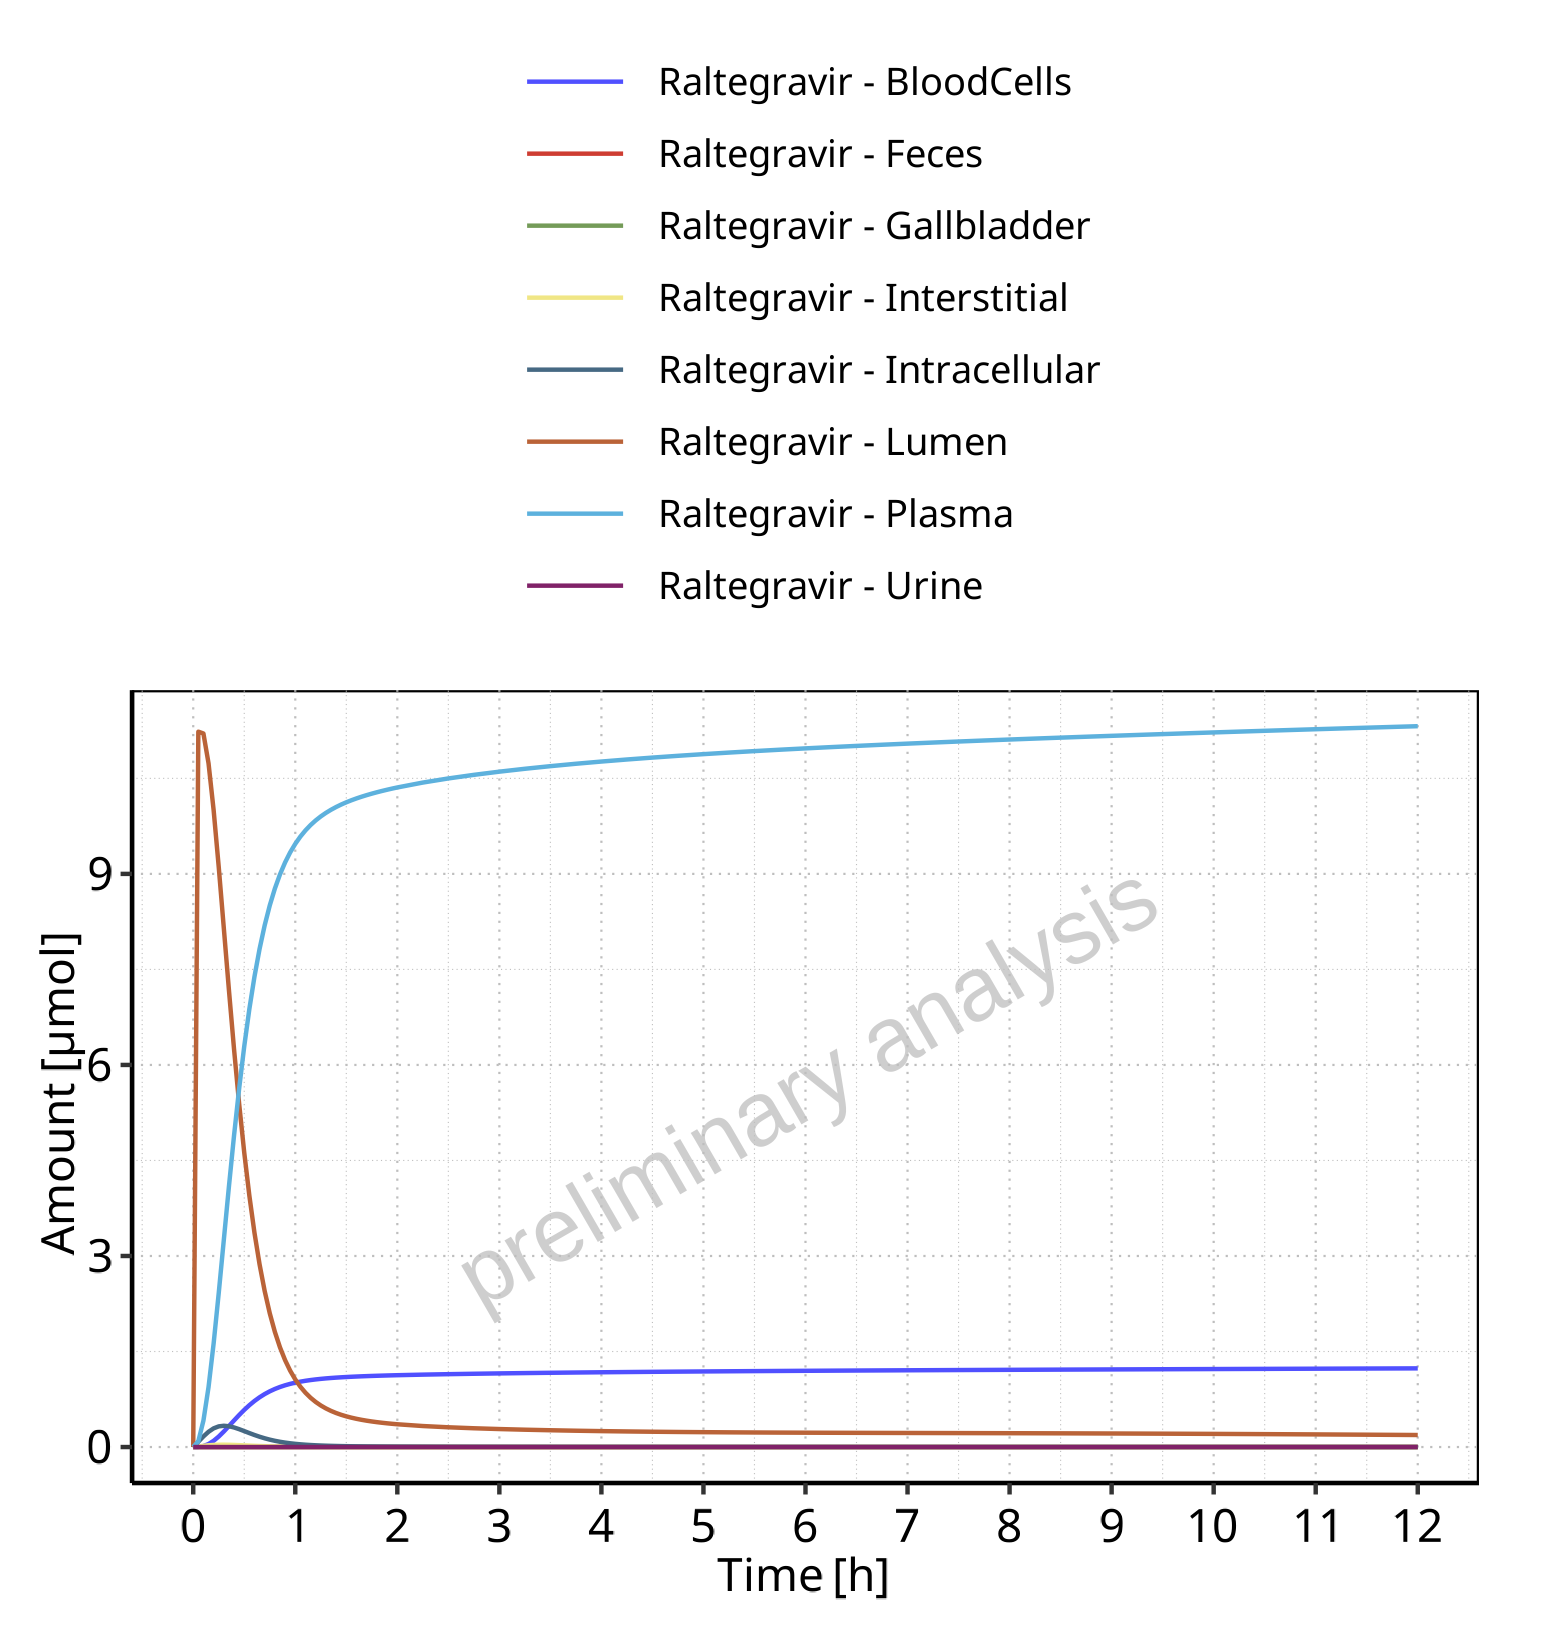 Raltegravir - BloodCells
Raltegravir - Feces
Raltegravir - Gallbladder
Raltegravir - Interstitial
Raltegravir - Intracellular
Raltegravir - Lumen
Raltegravir - Plasma
Raltegravir - Urine
Amount [µmol]
9
6
3
0
preliminary analysis
0 1 2 3 4 5 6 7 8 9 10 11 12
Time [h]